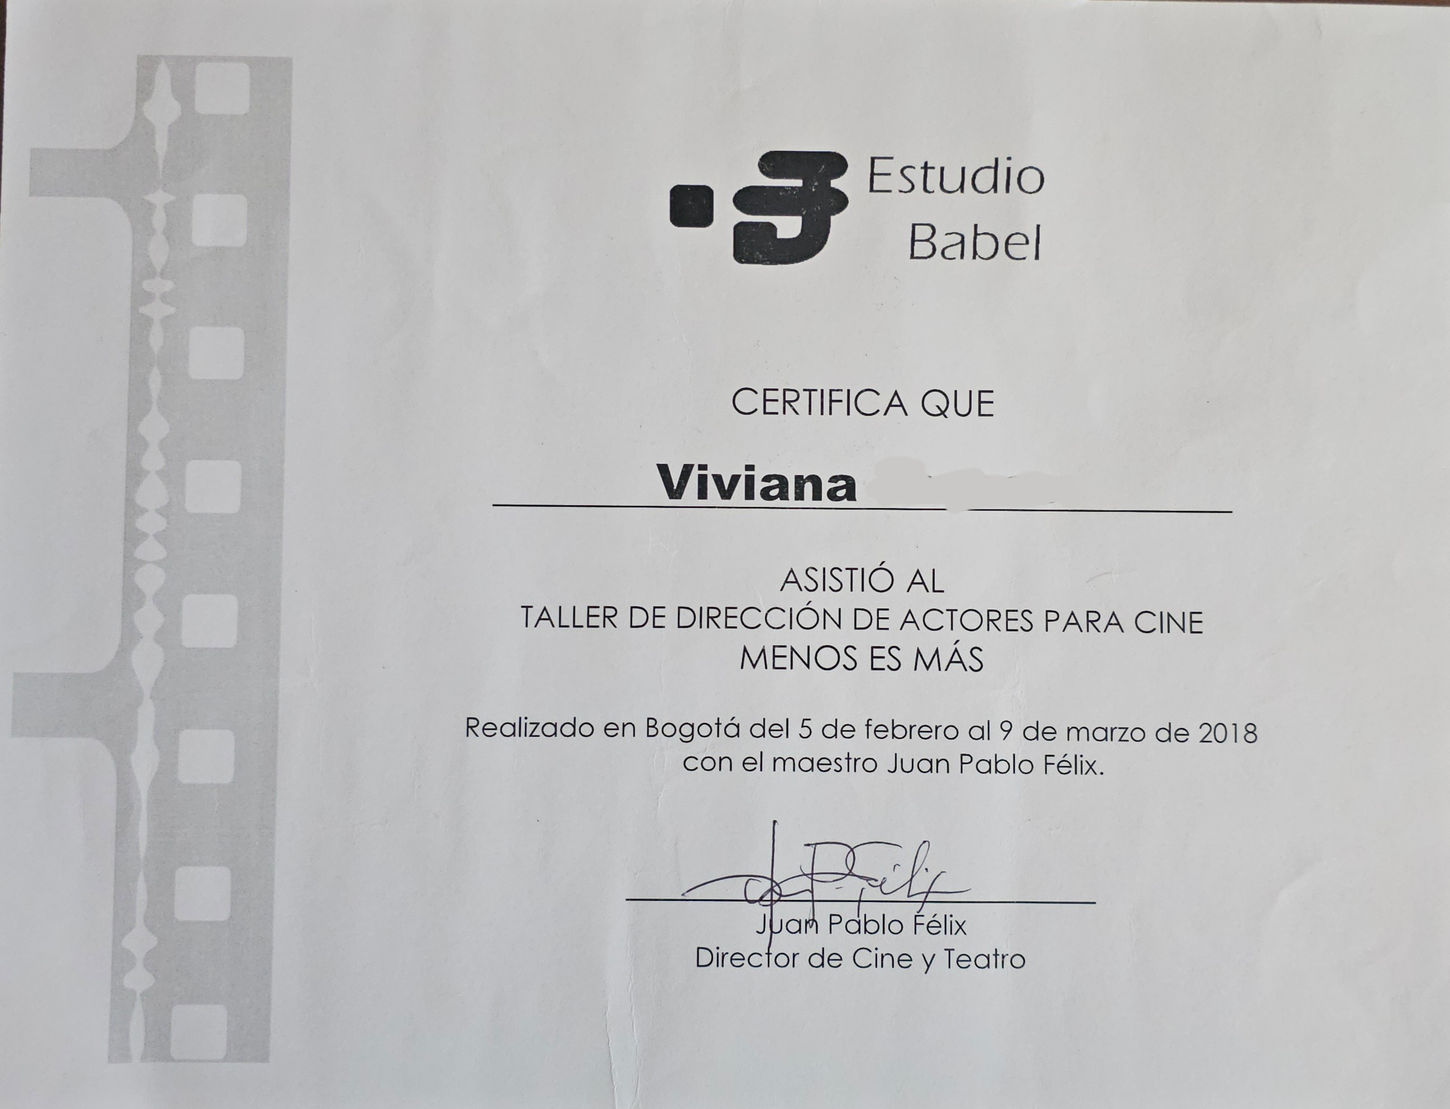 Estudio
Babel
CERTIFICA QUE
Viviana
ASISTIÓ AL
TALLER DE DIRECCIÓN DE ACTORES PARA CINE
MENOS ES MÁS
Realizado en Bogotá del 5 de febrero al 9 de marzo de 2018
con el maestro Juan Pablo Félix.
Juan Pablo Félix
Director de Cine y Teatro